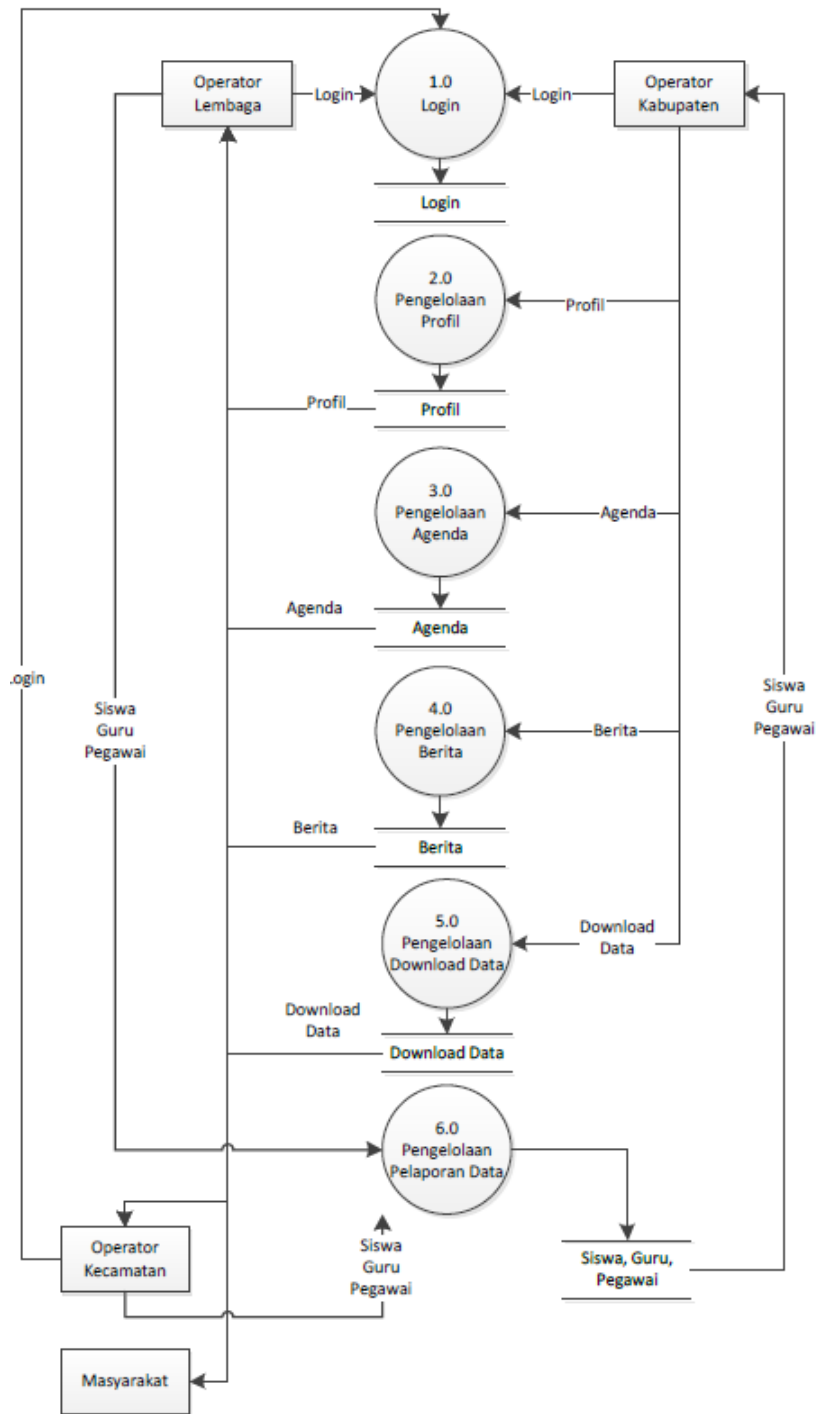 1.0
Login
Operator
Lembaga
Login
Login
Operator
Kabupaten
Login
2.0
Pengelolaan
Profil
Profil
Profil
Profil
3.0
Pengelolaan
Agenda
Agenda
Agenda
Agenda
.ogin
Siswa
Guru
Pegawai
4.0
Pengelolaan
Berita
Berita
Siswa
Guru
Pegawai
Berita
Berita
5.0
Pengelolaan
Download Data
Download
Data
Download
Data
Download Data
6.0
Pengelolaan
Pelaporan Data
Operator
Kecamatan
Siswa
Guru
Pegawai
Siswa, Guru,
Pegawai
Masyarakat